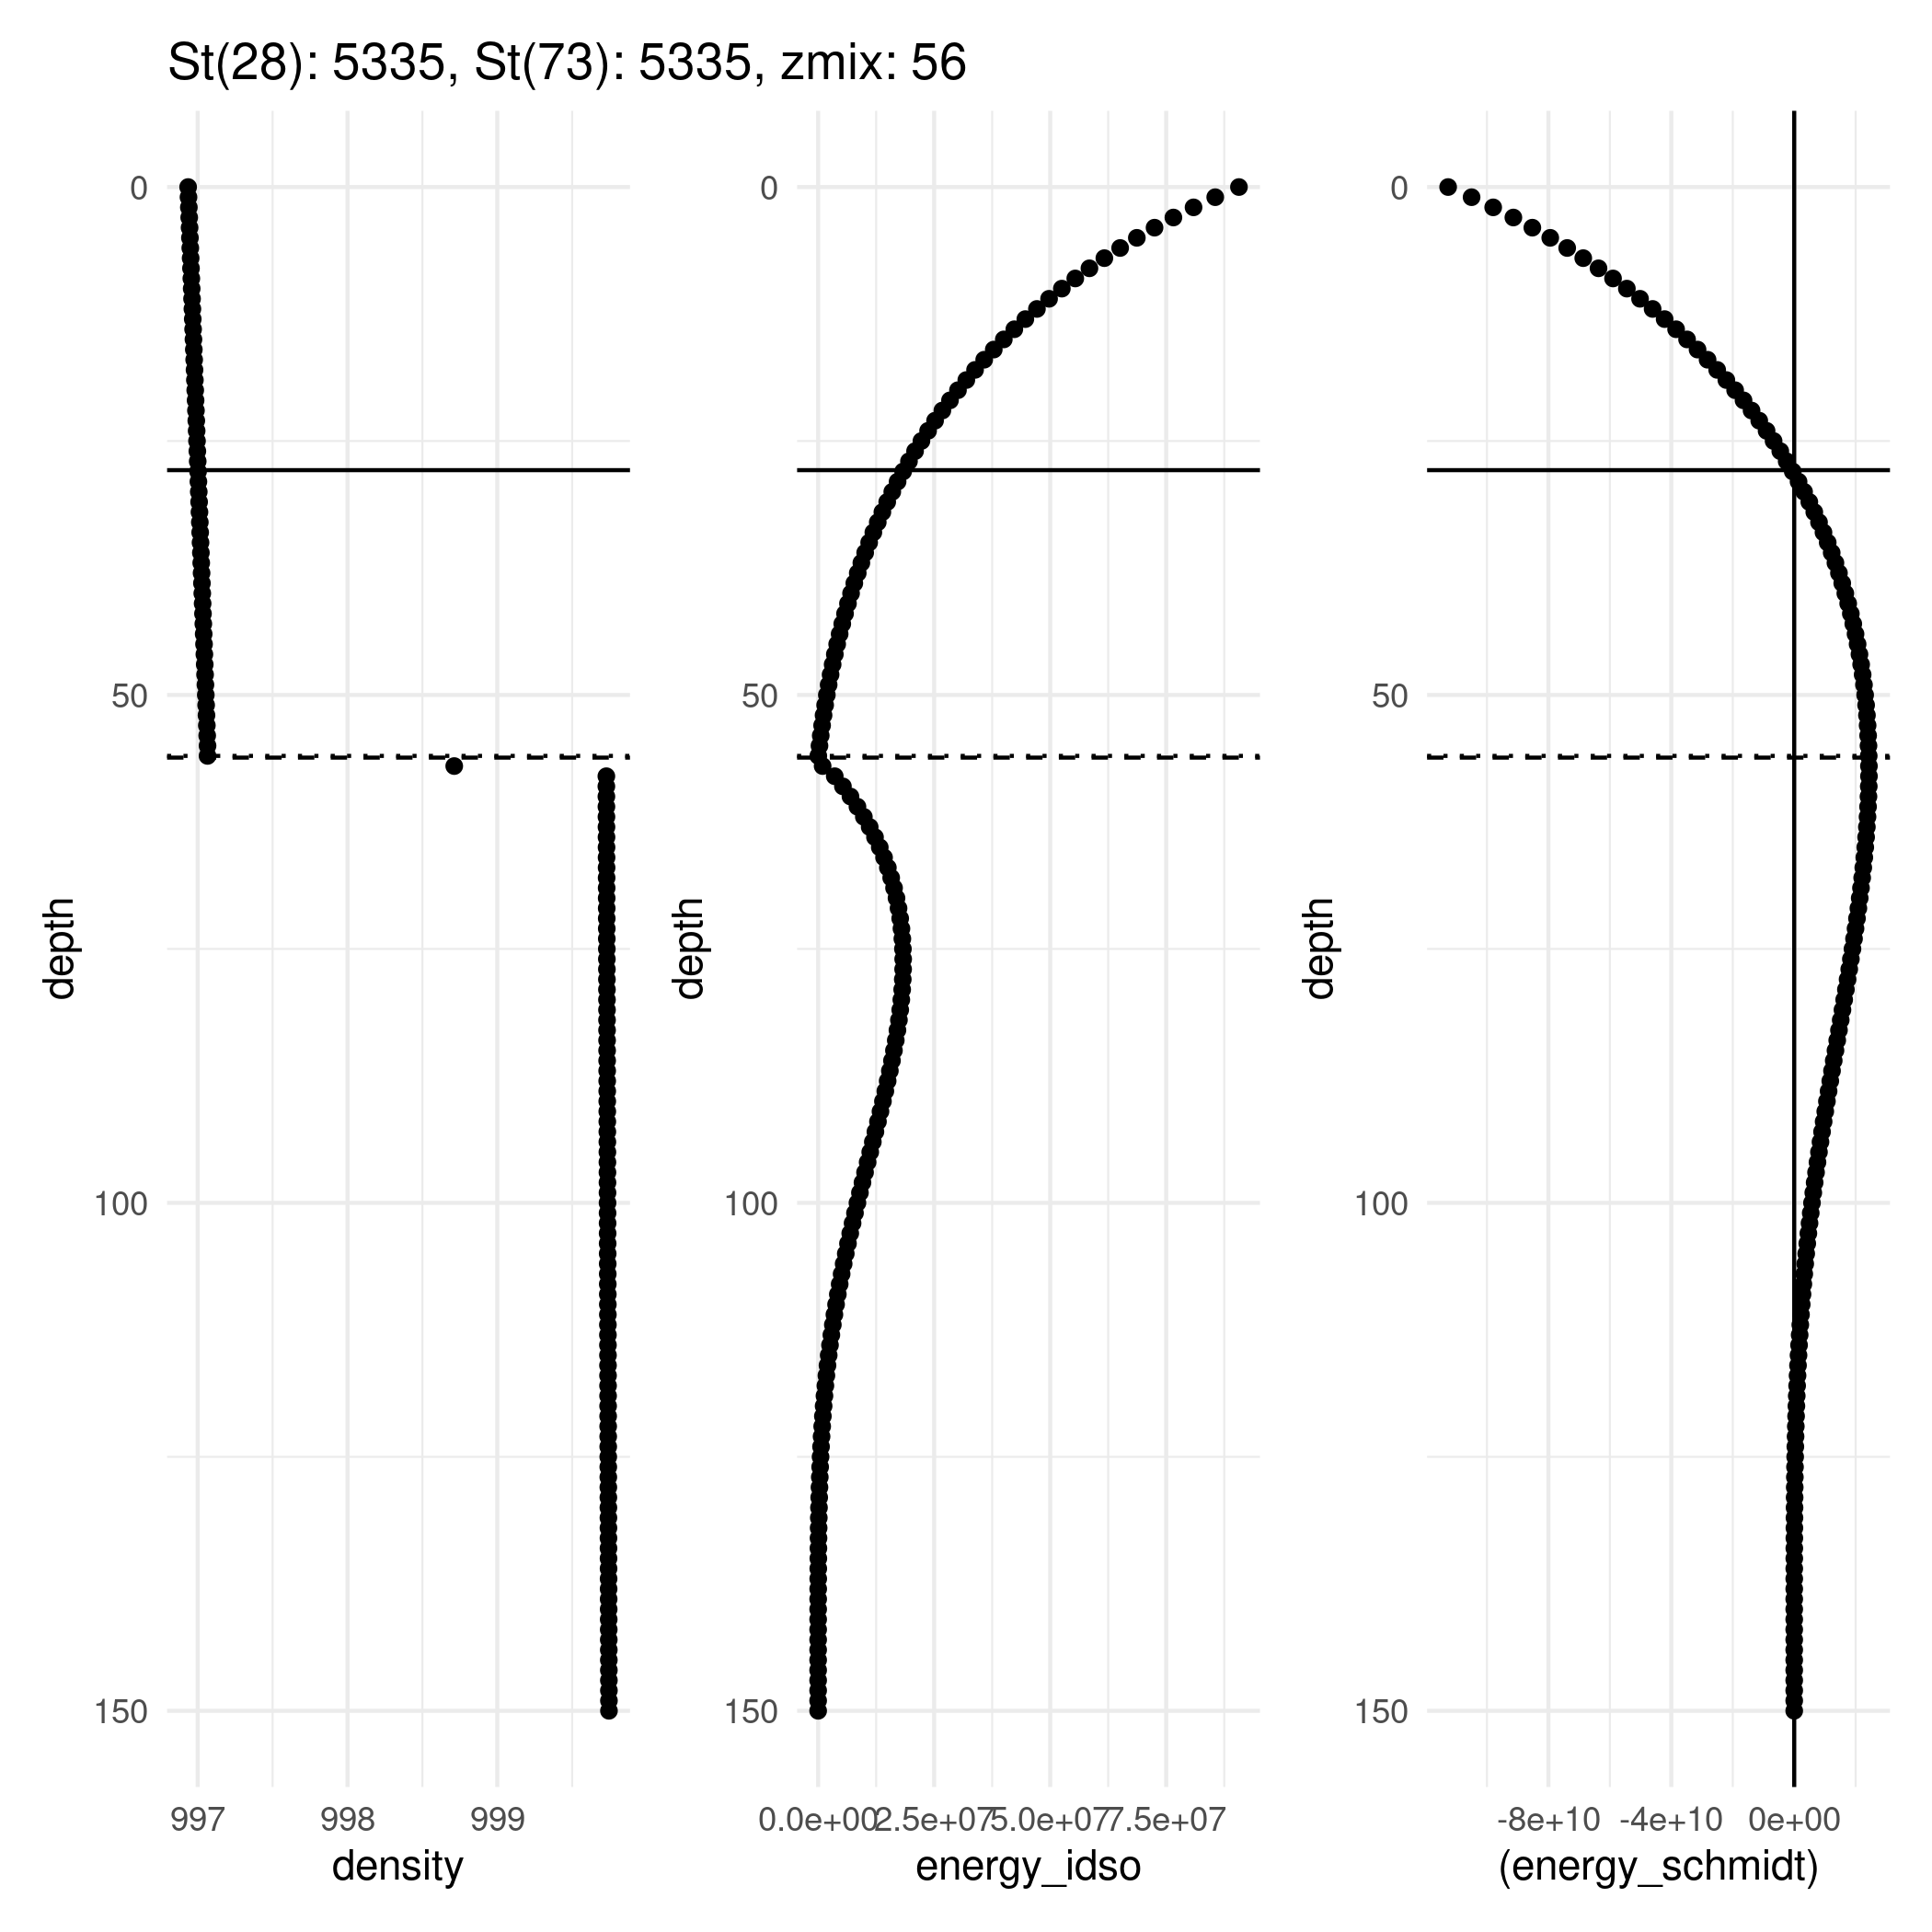 St(28): 5335, St(73): 5335, zmix: 56
0
50
100
150
depth
997
998
999
density
0
50
100
150
depth
0.0e+00
2.5e+07
5.0e+07
7.5e+07
energy_idso
0
50
100
150
depth
-8e+10
-4e+10
0e+00
(energy_schmidt)